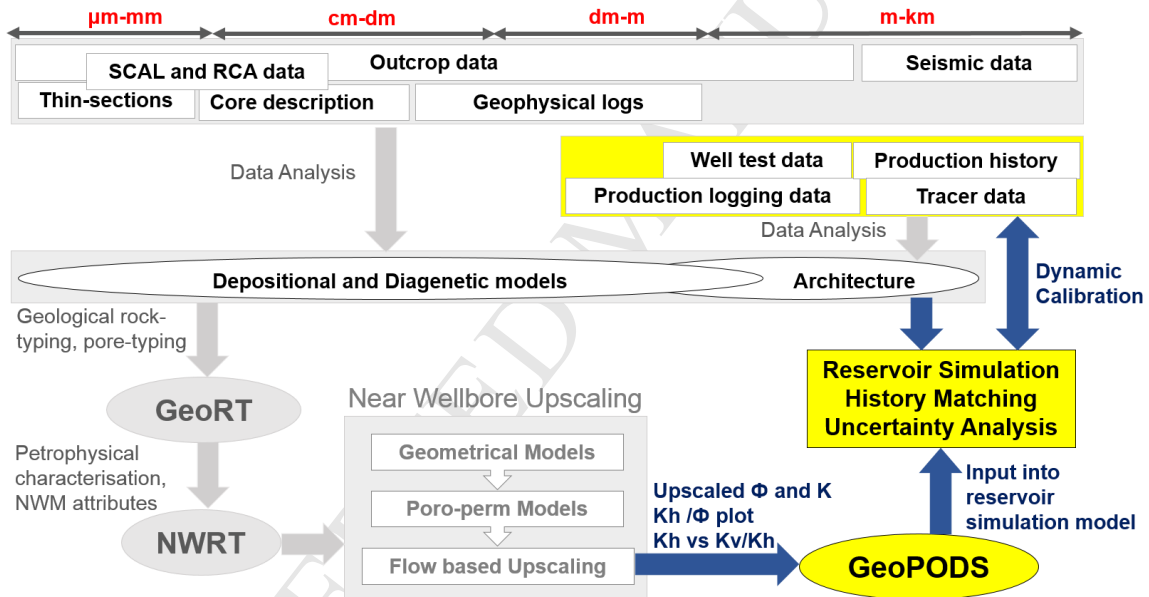 μm-mm
cm-dm
dm-m
m-km
Outcrop data
Seismic data
SCAL and RCA data
Thin-sections
Core description
Geophysical logs
Data Analysis
Well test data
Production history
Production logging data
Tracer data
Data Analysis
Depositional and Diagenetic models
Architecture
Dynamic
Calibration
Geological rock-
typing, pore-typing
GeoRT
Reservoir Simulation
History Matching
Uncertainty Analysis
Near Wellbore Upscaling
Geometrical Models
Petrophysical
characterisation,
NWM attributes
Poro-perm Models
Upscaled Φ and K
Kh /Φ plot
Kh vs Kv/Kh
Input into
reservoir
simulation model
NWRT
Flow based Upscaling
GeoPODS